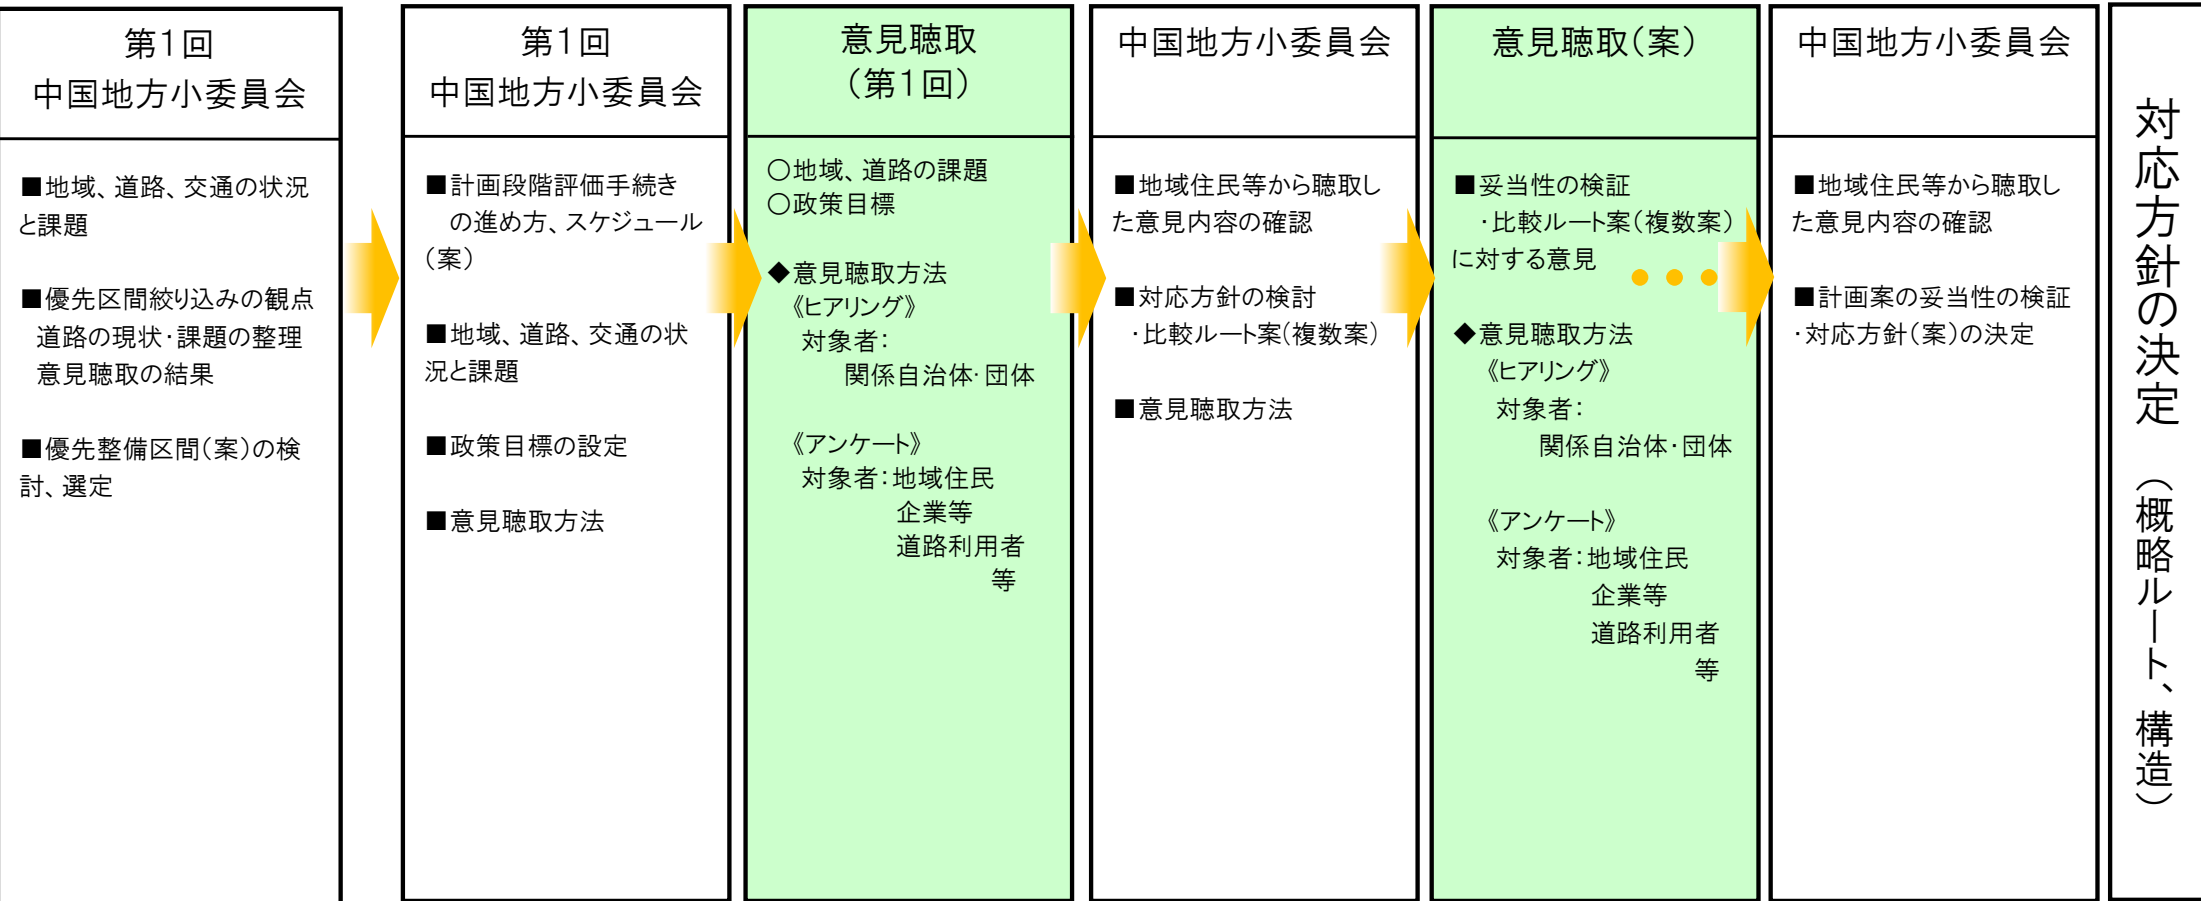 第1回
中国地方小委員会
■地域、道路、交通の状況
と課題
■優先区間絞り込みの観点
道路の現状・課題の整理
意見聴取の結果
■優先整備区間(案)の検
討、選定
第1回
中国地方小委員会
■計画段階評価手続き
の進め方、スケジュール
(案)
■地域、道路、交通の状
況と課題
■政策目標の設定
■意見聴取方法
意見聴取
(第1回)
○地域、道路の課題
○政策目標
◆意見聴取方法
《ヒアリング》
対象者:
関係自治体・団体
《アンケート》
対象者:地域住民
企業等
道路利用者
等
中国地方小委員会
■地域住民等から聴取し
た意見内容の確認
■対応方針の検討
・比較ルート案(複数案)
■意見聴取方法
意見聴取(案)
■妥当性の検証
・比較ルート案(複数案)
に対する意見
◆意見聴取方法
《ヒアリング》
対象者:
関係自治体・団体
《アンケート》
対象者:地域住民
企業等
道路利用者
等
中国地方小委員会
■地域住民等から聴取し
た意見内容の確認
■計画案の妥当性の検証
・対応方針(案)の決定
対応方針の決定 (概略ルート、構造)